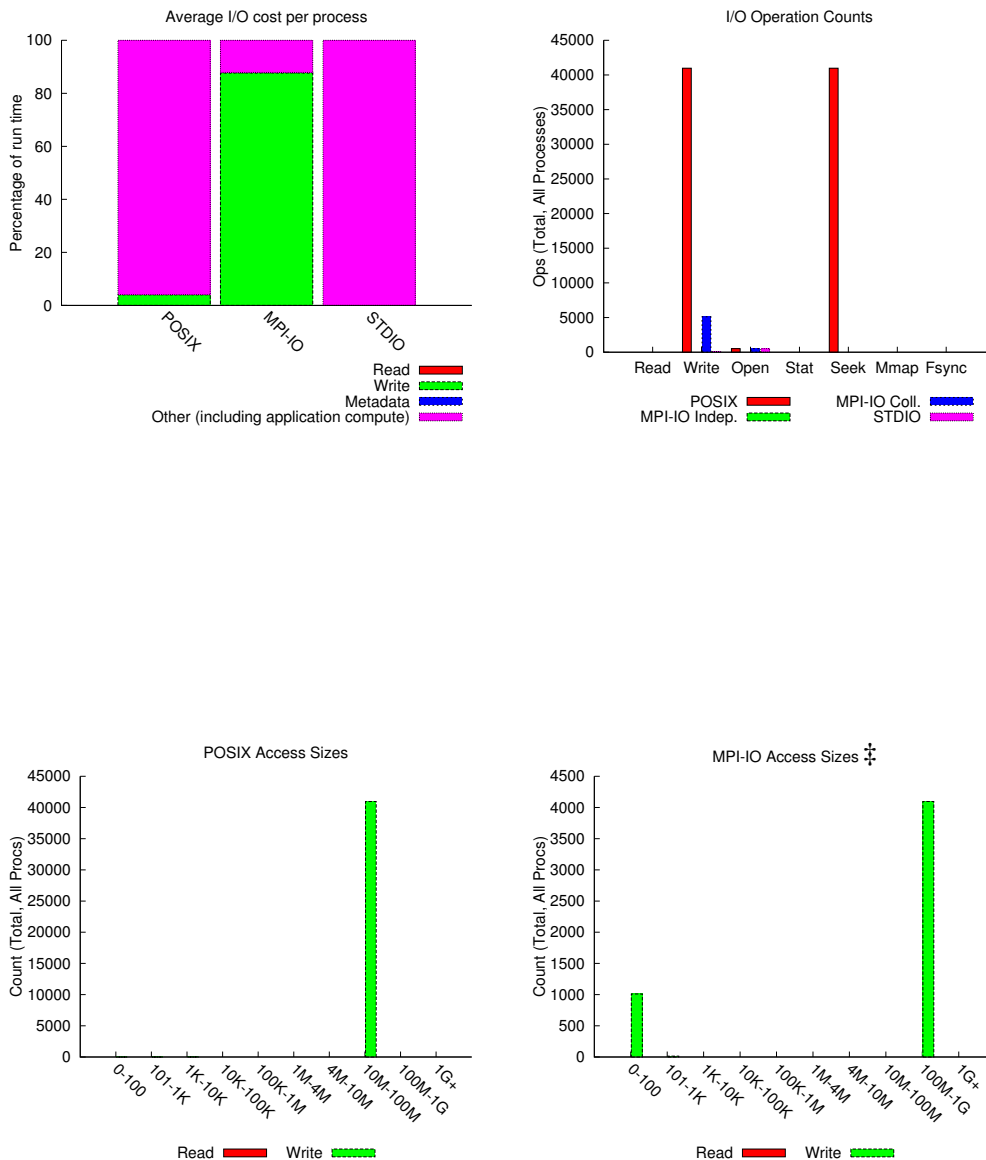 Average I/O cost per process
100
80
60
40
20
0
Percentage of run time
POSIX
MPI-IO
STDIO
Read
Write
Metadata
Other (including application compute)
I/O Operation Counts
45000
40000
35000
30000
25000
20000
15000
10000
5000
0
Ops (Total, All Processes)
Read Write Open Stat Seek Mmap Fsync
POSIX
MPI-IO Indep.
MPI-IO Coll.
STDIO
POSIX Access Sizes
45000
40000
35000
30000
25000
20000
15000
10000
5000
0
Count (Total, All Procs)
0-100
101-1K
1K-10K
10K-100K
100K-1M
1M-4M
4M-10M
10M-100M
100M-1G
1G+
Read Write
MPI-IO Access Sizes ‡
4500
4000
3500
3000
2500
2000
1500
1000
500
0
Count (Total, All Procs)
0-100
101-1K
1K-10K
10K-100K
100K-1M
1M-4M
4M-10M
10M-100M
100M-1G
1G+
Read Write